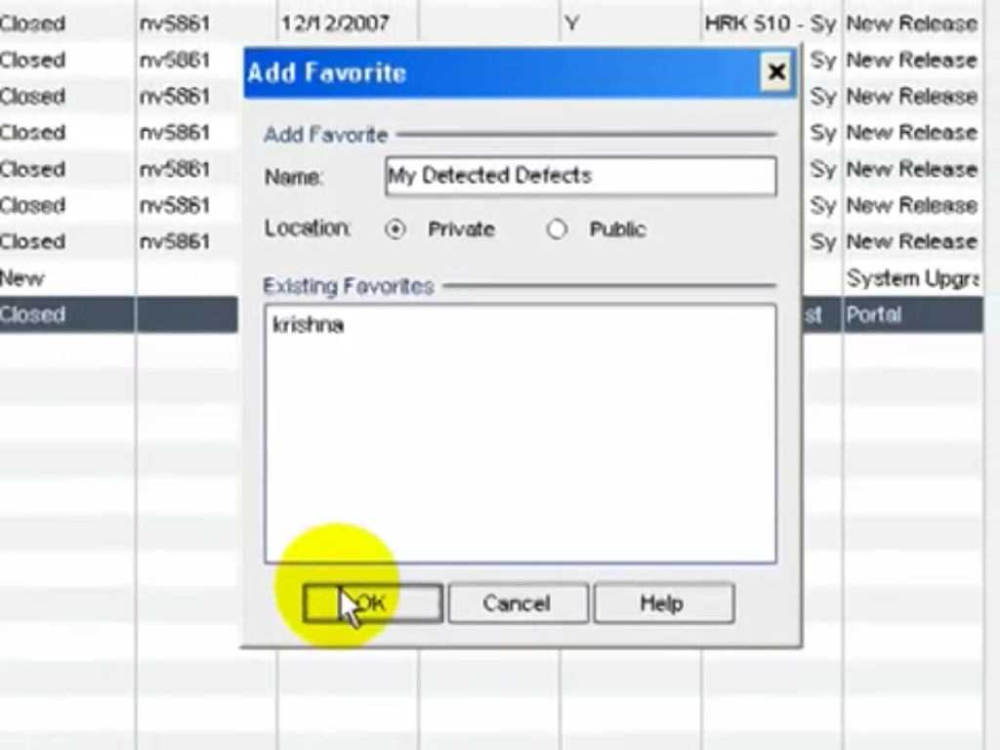 Closed nv5861 12/12/2007 Y HRK 510 - Sy New Release
Closed nv5861 Sy New Release
Add Favorite
Closed nv5861 Sy New Release
Closed nv5861 Sy New Release
Add Favorite
Closed nv5861 Sy New Release
Name: My Detected Defects
Closed nv5861 Sy New Release
Location: Private Public
Closed nv5861 Sy New Release
New System Upgra
Existing Favorites
Closed st Portal
krishna
OK Cancel Help